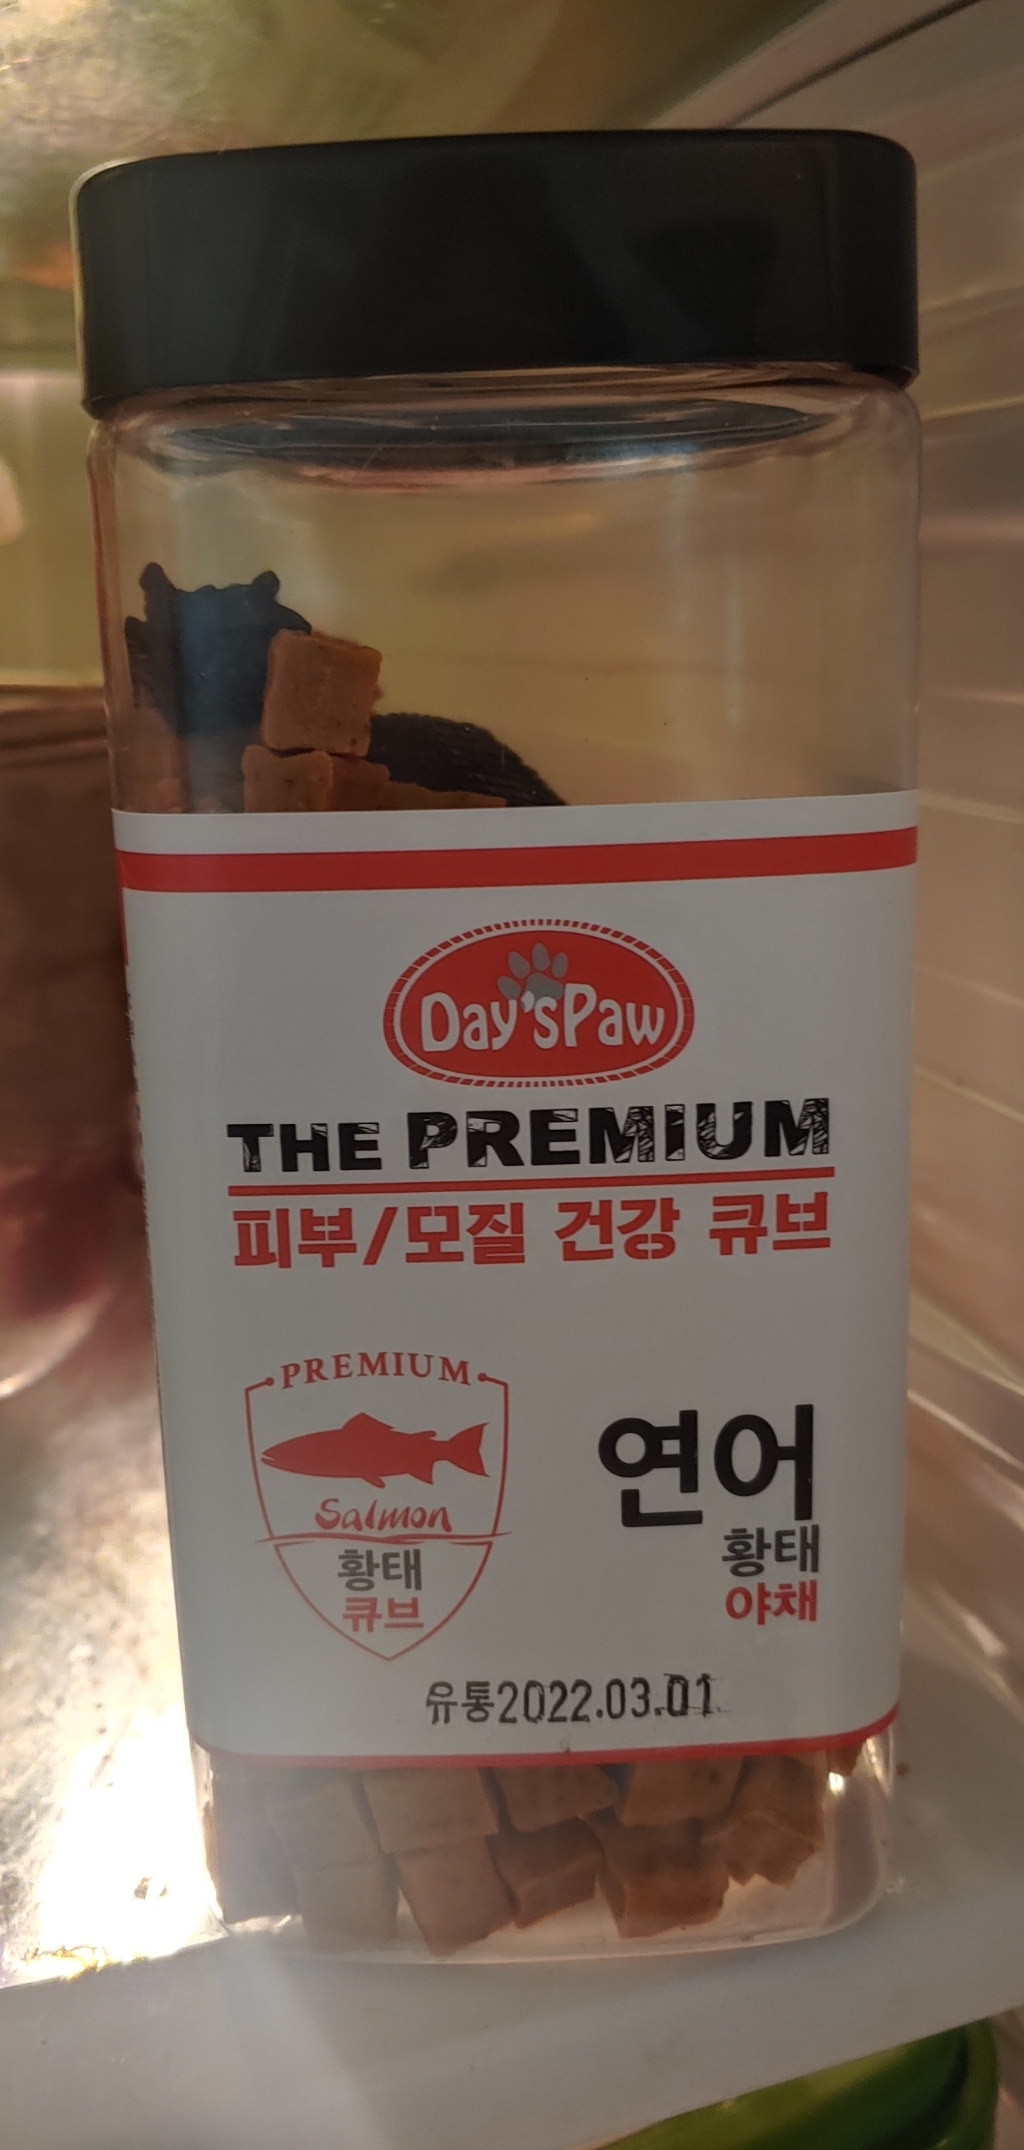 Day'sPaw
THE PREMIUM
피부/모질 건강 큐브
PREMIUM
Salmon
황태
큐브
연어
황태
야채
유통2022.03.01